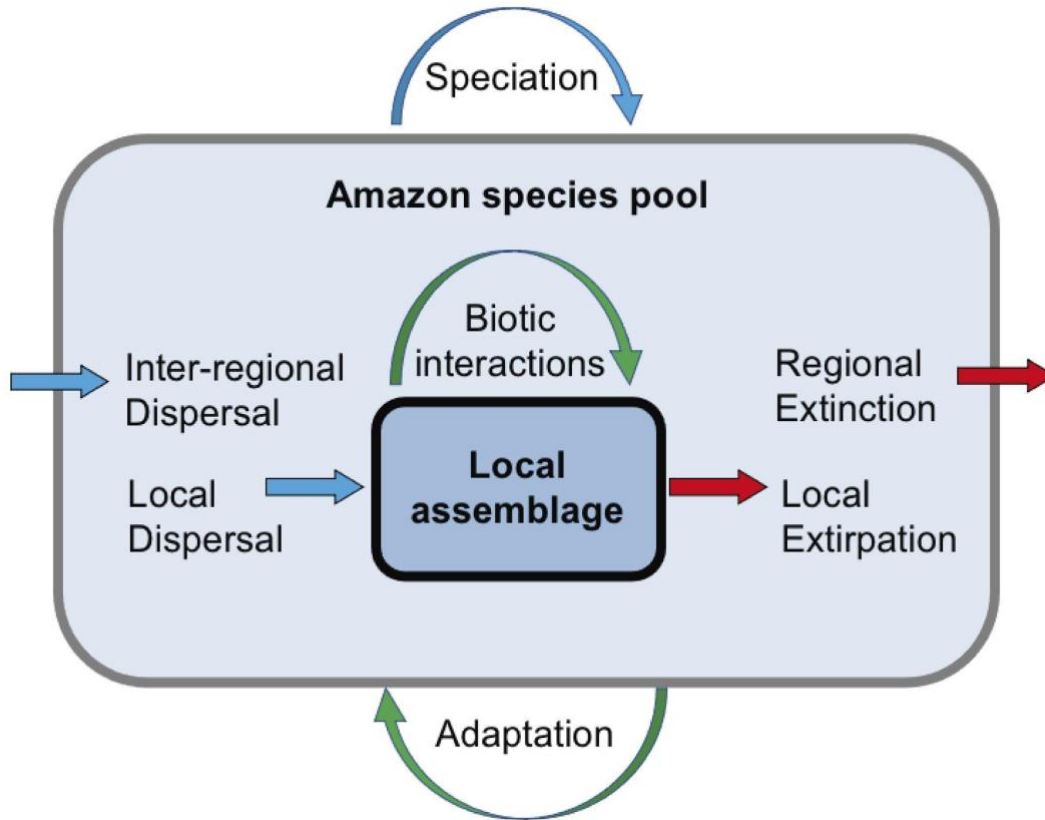 Speciation
Amazon species pool
Biotic
interactions
Inter-regional
Dispersal
Regional
Extinction
Local
Dispersal
Local
assemblage
Local
Extirpation
Adaptation